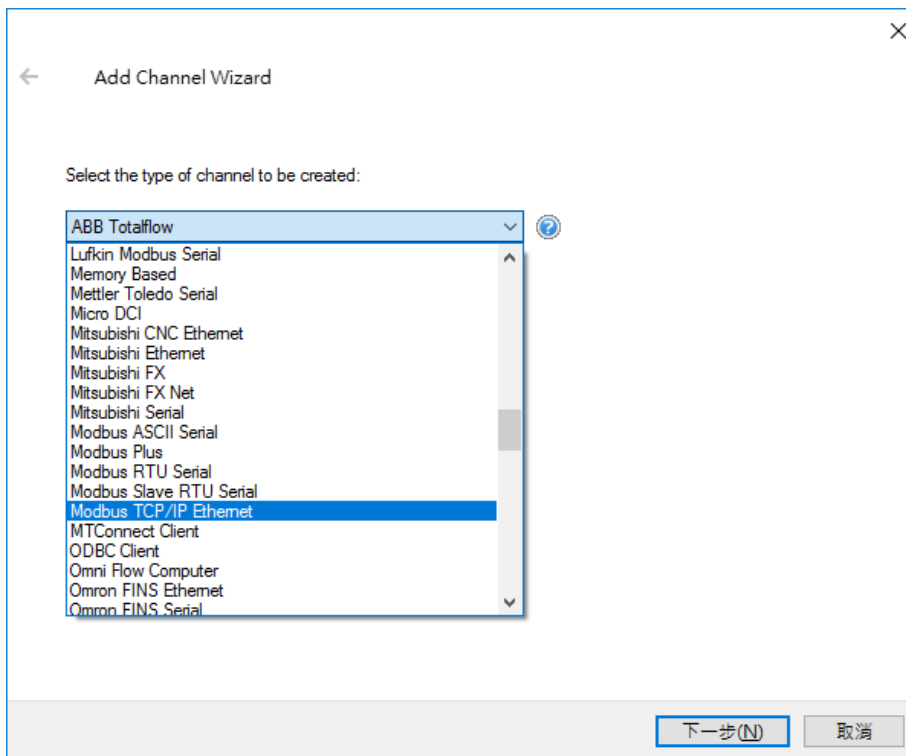 Add Channel Wizard
Select the type of channel to be created:
ABB Totalflow
Lufkin Modbus Serial
Memory Based
Mettler Toledo Serial
Micro DCI
Mitsubishi CNC Ethernet
Mitsubishi Ethernet
Mitsubishi FX
Mitsubishi FX Net
Mitsubishi Serial
Modbus ASCII Serial
Modbus Plus
Modbus RTU Serial
Modbus Slave RTU Serial
Modbus TCP/IP Ethernet
MTConnect Client
ODBC Client
Omni Flow Computer
Omron FINS Ethernet
Omron FINS Serial
下一步(N)
取消